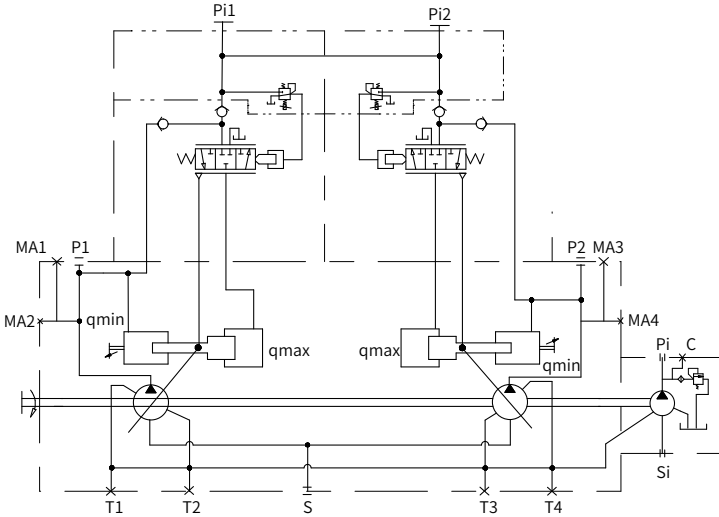 Pi1
Pi2
MA1
P1
P2
MA3
MA2
qmin
MA4
qmax
qmax
qmin
Pi
C
Si
T1
T2
S
T3
T4